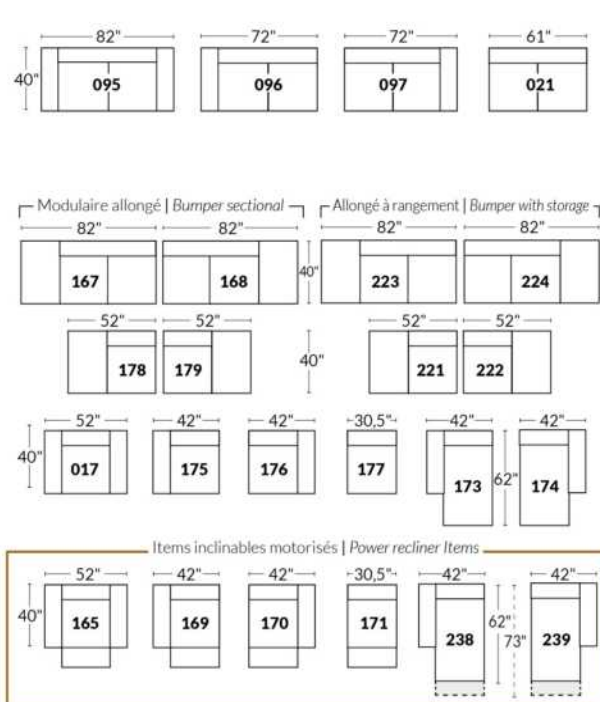 82" 72" 72" 61"
40" 095 096 097 021
Modulaire allongé | Bumper sectional Allongé à rangement | Bumper with storage
82" 82" 82" 82"
167 168 40" 223 224
52" 52" 52" 52"
178 179 40" 221 222
52" 42" 42" 30,5" 42" 42"
40" 017 175 176 177 173 62" 174
Items inclinables motorisés | Power recliner Items
52" 42" 42" 30,5" 42" 42"
40" 165 169 170 171 238 62" 73" 239